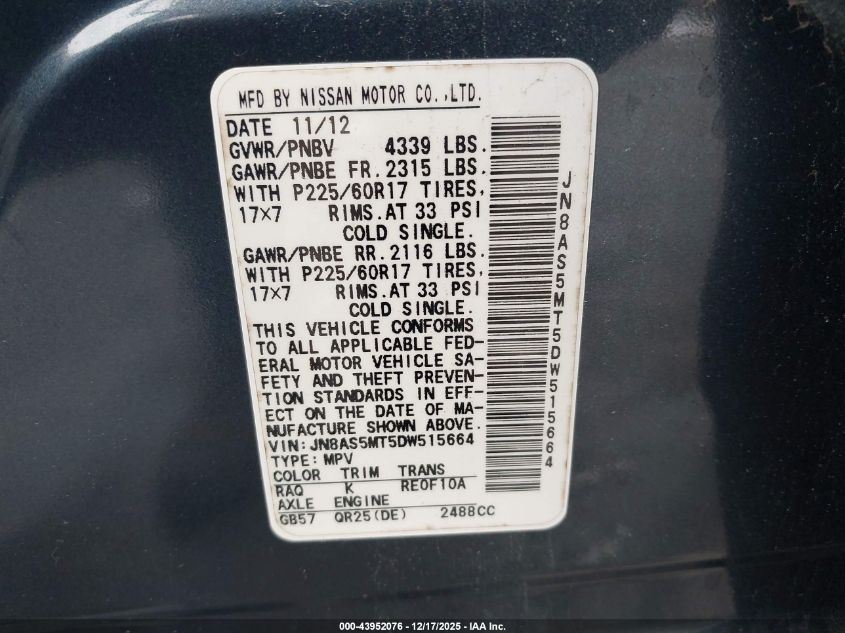 MFD BY NISSAN MOTOR CO.,LTD.
DATE 11/12
GVWR/PNBV 4339 LBS.
GAWR/PNBE FR.2315 LBS.
WITH P225/60R17 TIRES,
17×7 RIMS.AT 33 PSI
COLD SINGLE.
GAWR/PNBE RR.2116 LBS.
WITH P225/60R17 TIRES,
17×7 RIMS.AT 33 PSI
COLD SINGLE.
THIS VEHICLE CONFORMS
TO ALL APPLICABLE FED-
ERAL MOTOR VEHICLE SA-
FETY AND THEFT PREVEN-
TION STANDARDS IN EFF-
ECT ON THE DATE OF MA-
NUFACTURE SHOWN ABOVE.
VIN:JN8AS5MT5DW515664
TYPE:MPV
COLOR TRIM TRANS
RAQ K RE0F10A
AXLE ENGINE
GB57 QR25(DE) 2488CC
JN8AS5MT5DW515664
000-43952076 – 12/17/2025 – IAA Inc.